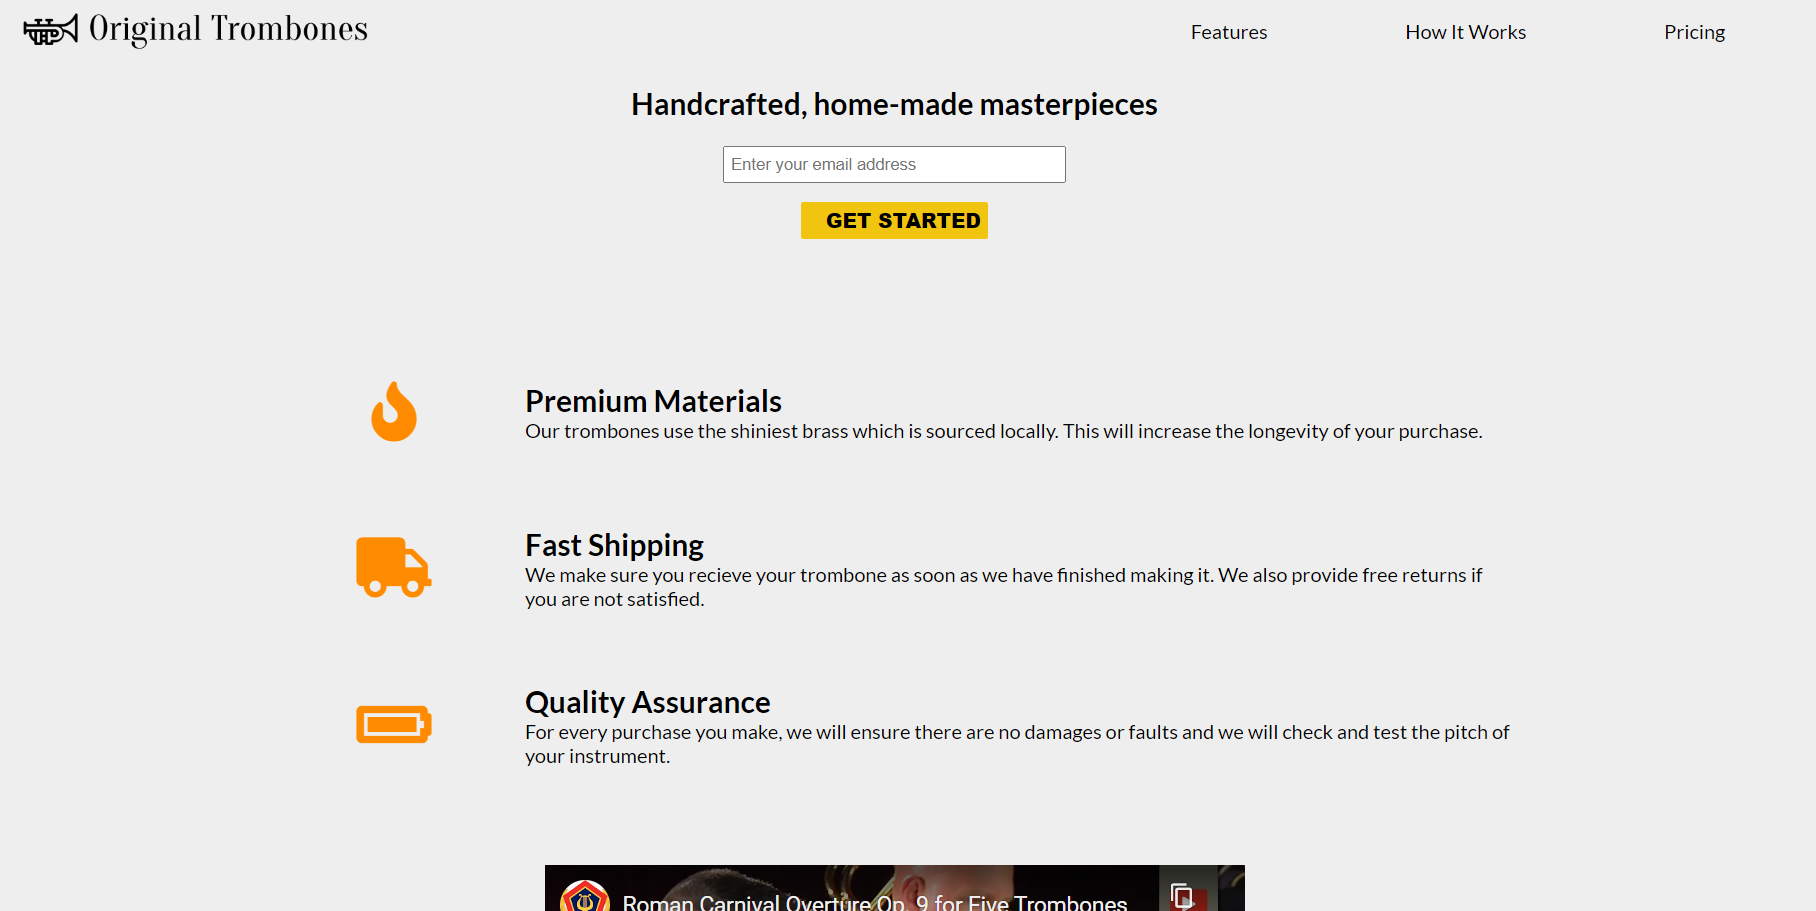 Original Trombones
Features
How It Works
Pricing
Handcrafted, home-made masterpieces
Enter your email address
GET STARTED
Premium Materials
Our trombones use the shiniest brass which is sourced locally. This will increase the longevity of your purchase.
Fast Shipping
We make sure you recieve your trombone as soon as we have finished making it. We also provide free returns if
you are not satisfied.
Quality Assurance
For every purchase you make, we will ensure there are no damages or faults and we will check and test the pitch of
your instrument.
Roman Carnival Overture Op. 9 for Five Trombones